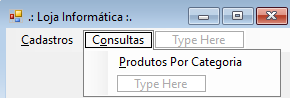 .: Loja Informática :.
Cadastros Consultas Type Here
Produtos Por Categoria
Type Here